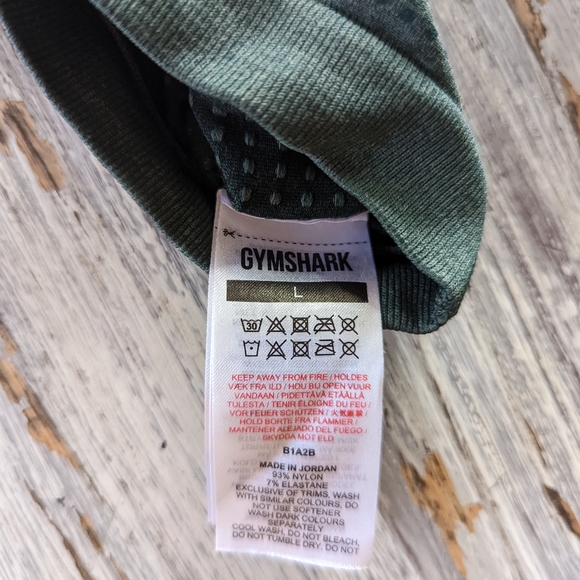 GYMSHARK
L
30
KEEP AWAY FROM FIRE / HOLDES
VÆK FRA ILD / HOU BU OPEN VUUR
VANDAAN / PIDETTÄVÄ ETÄÄLLÄ
TULESTA / TENIR ÉLOIGNÉ DU FEU /
VOR FEUER SCHÜTZEN / 火気厳禁 /
HOLD BORTE FRA FLAMMER /
MANTENER ALEJADO DEL FUEGO /
SKYDDA MOT ELD
B1A2B
MADE IN JORDAN
93% NYLON
7% ELASTANE
EXCLUSIVE OF TRIMS, WASH
WITH SIMILAR COLOURS, DO
NOT USE SOFTENER
WASH DARK COLOURS
SEPARATELY
COOL WASH, DO NOT BLEACH,
DO NOT TUMBLE DRY, DO NOT